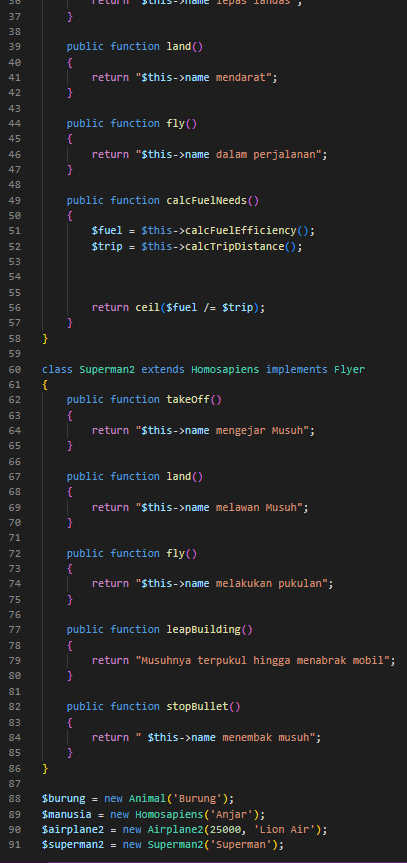 36 return "$this->name lepas landas";
37 }
38
39 public function land()
40 {
41 return "$this->name mendarat";
42 }
43
44 public function fly()
45 {
46 return "$this->name dalam perjalanan";
47 }
48
49 public function calcFuelNeeds()
50 {
51 $fuel = $this->calcFuelEfficiency();
52 $trip = $this->calcTripDistance();
53
54
55
56 return ceil($fuel /= $trip);
57 }
58 }
59
60 class Superman2 extends Homosapiens implements Flyer
61 {
62 public function takeOff()
63 {
64 return "$this->name mengejar Musuh";
65 }
66
67 public function land()
68 {
69 return "$this->name melawan Musuh";
70 }
71
72 public function fly()
73 {
74 return "$this->name melakukan pukulan";
75 }
76
77 public function leapBuilding()
78 {
79 return "Musuhnya terpukul hingga menabrak mobil";
80 }
81
82 public function stopBullet()
83 {
84 return " $this->name menembak musuh";
85 }
86 }
87
88 $burung = new Animal('Burung');
89 $manusia = new Homosapiens('Anjar');
90 $airplane2 = new Airplane2(25000, 'Lion Air');
91 $superman2 = new Superman2('Superman');